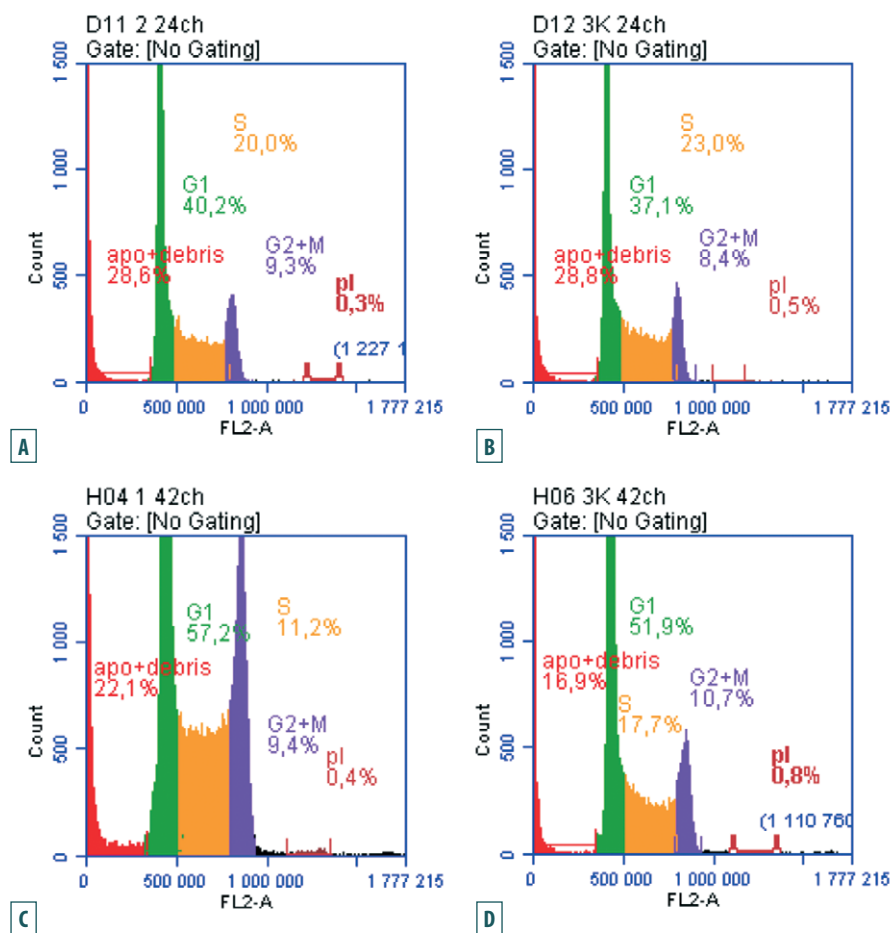 D11 2 24ch
Gate: [No Gating]
1 500
1 000
500
0
Count
S
20,0%
G1
40,2%
apo+debris
28,6%
G2+M
9,3%
pI
0,3%
(1 227 1
0 500 000 1 000 000 1 777 215
FL2-A
A
D12 3K 24ch
Gate: [No Gating]
1 500
1 000
500
0
Count
S
23,0%
G1
37,1%
apo+debris
28,8%
G2+M
8,4%
pI
0,5%
0 500 000 1 000 000 1 777 215
FL2-A
B
H04 1 42ch
Gate: [No Gating]
1 500
1 000
500
0
Count
G1
57,2%
S
11,2%
apo+debris
22,1%
G2+M
9,4%
pI
0,4%
0 500 000 1 000 000 1 777 215
FL2-A
C
H06 3K 42ch
Gate: [No Gating]
1 500
1 000
500
0
Count
G1
51,9%
apo+debris
16,9%
S
17,7%
G2+M
10,7%
pI
0,8%
(1 110 760
0 500 000 1 000 000 1 777 215
FL2-A
D